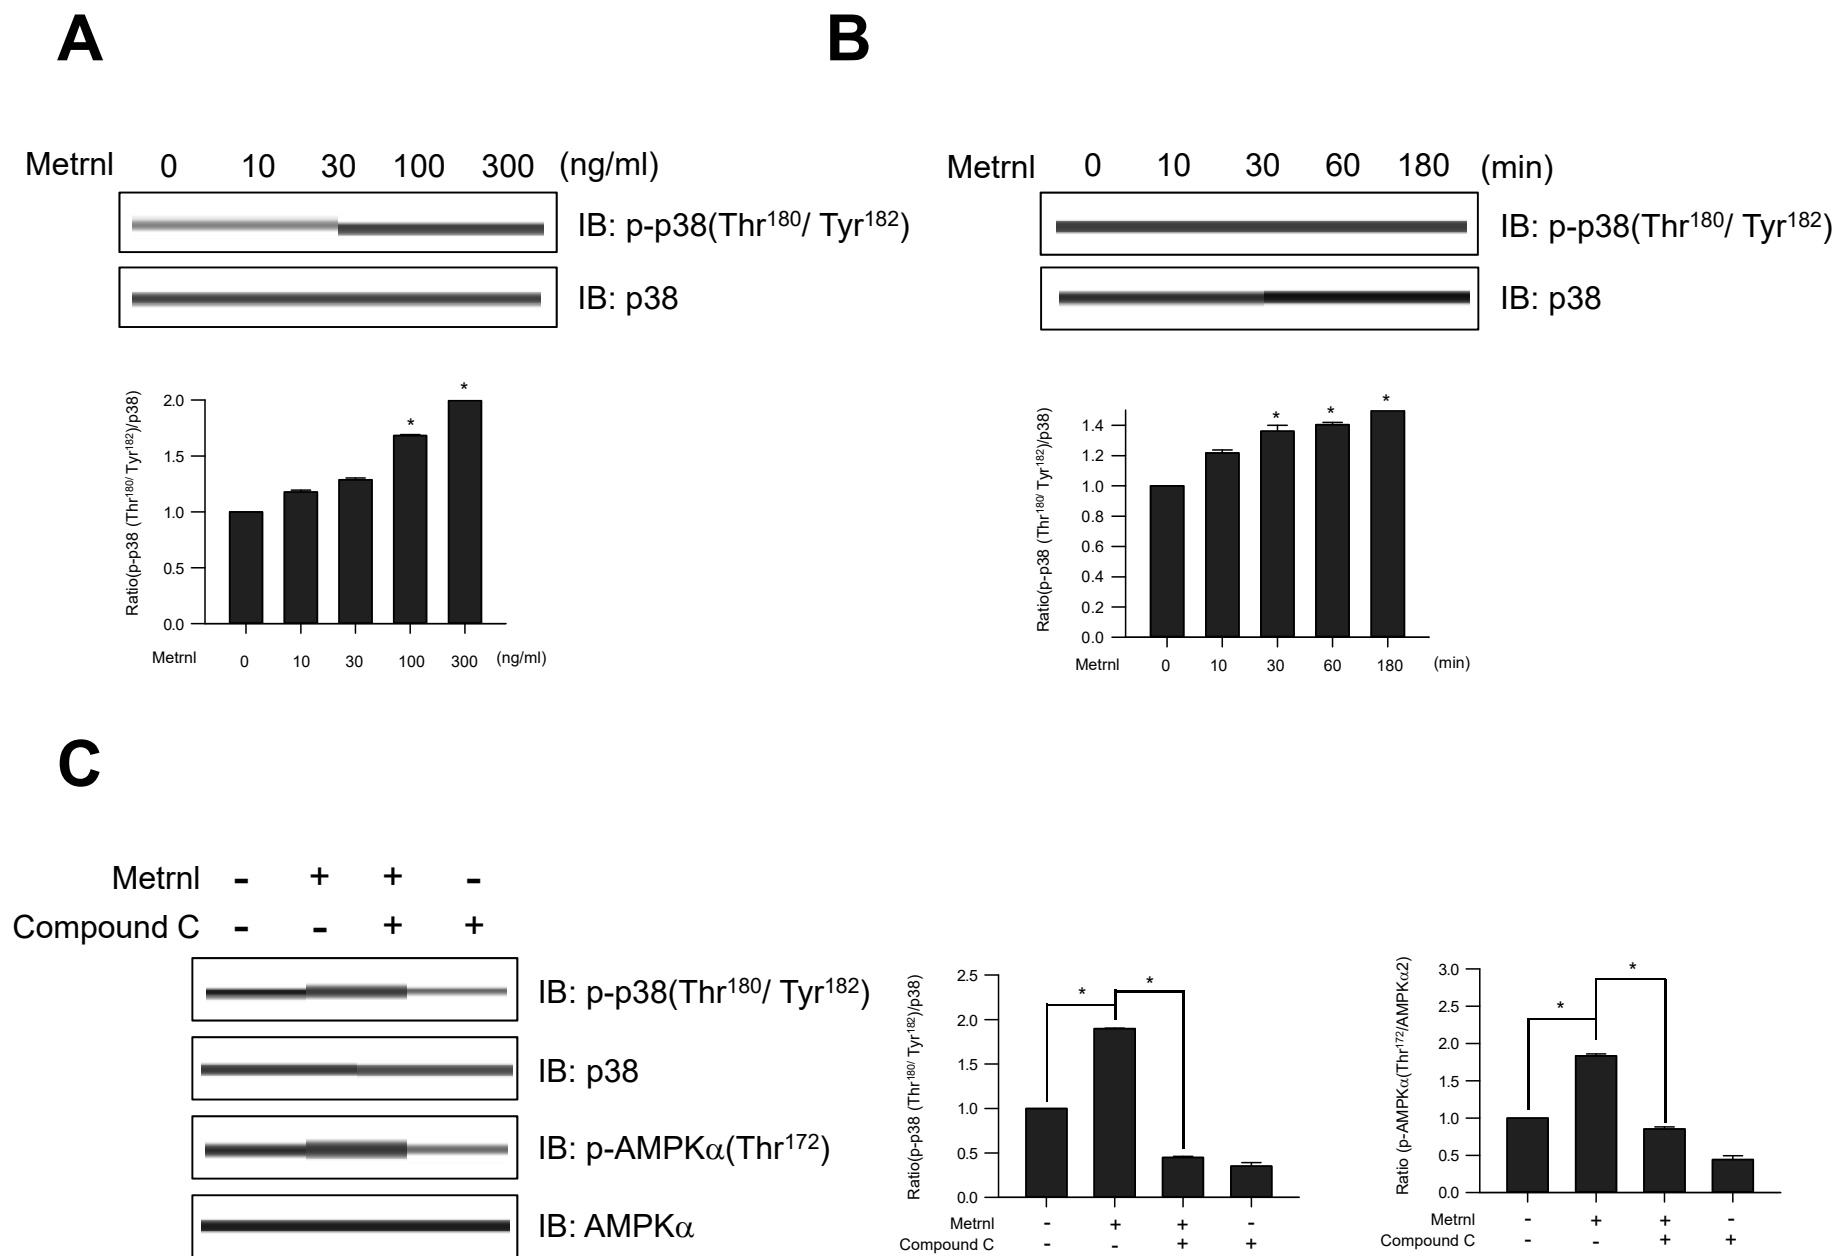 A
Metrnl 0 10 30 100 300 (ng/ml)
IB: p-p38(Thr180/ Tyr182)
IB: p38
Ratio(p-p38 (Thr180/ Tyr182)/p38)
2.0
1.5
1.0
0.5
0.0
* *
Metrnl 0 10 30 100 300 (ng/ml)
B
Metrnl 0 10 30 60 180 (min)
IB: p-p38(Thr180/ Tyr182)
IB: p38
Ratio(p-p38 (Thr180/ Tyr182)/p38)
1.4
1.2
1.0
0.8
0.6
0.4
0.2
0.0
* * *
Metrnl 0 10 30 60 180 (min)
C
Metrnl - + + -
Compound C - - + +
IB: p-p38(Thr180/ Tyr182)
IB: p38
IB: p-AMPKα(Thr172)
IB: AMPKα
Ratio(p-p38 (Thr180/ Tyr182)/p38)
2.5
2.0
1.5
1.0
0.5
0.0
* *
Metrnl - + + -
Compound C - - + +
Ratio (p-AMPKα(Thr172/AMPKα2)
3.0
2.5
2.0
1.5
1.0
0.5
0.0
* *
Metrnl - + + -
Compound C - - + +